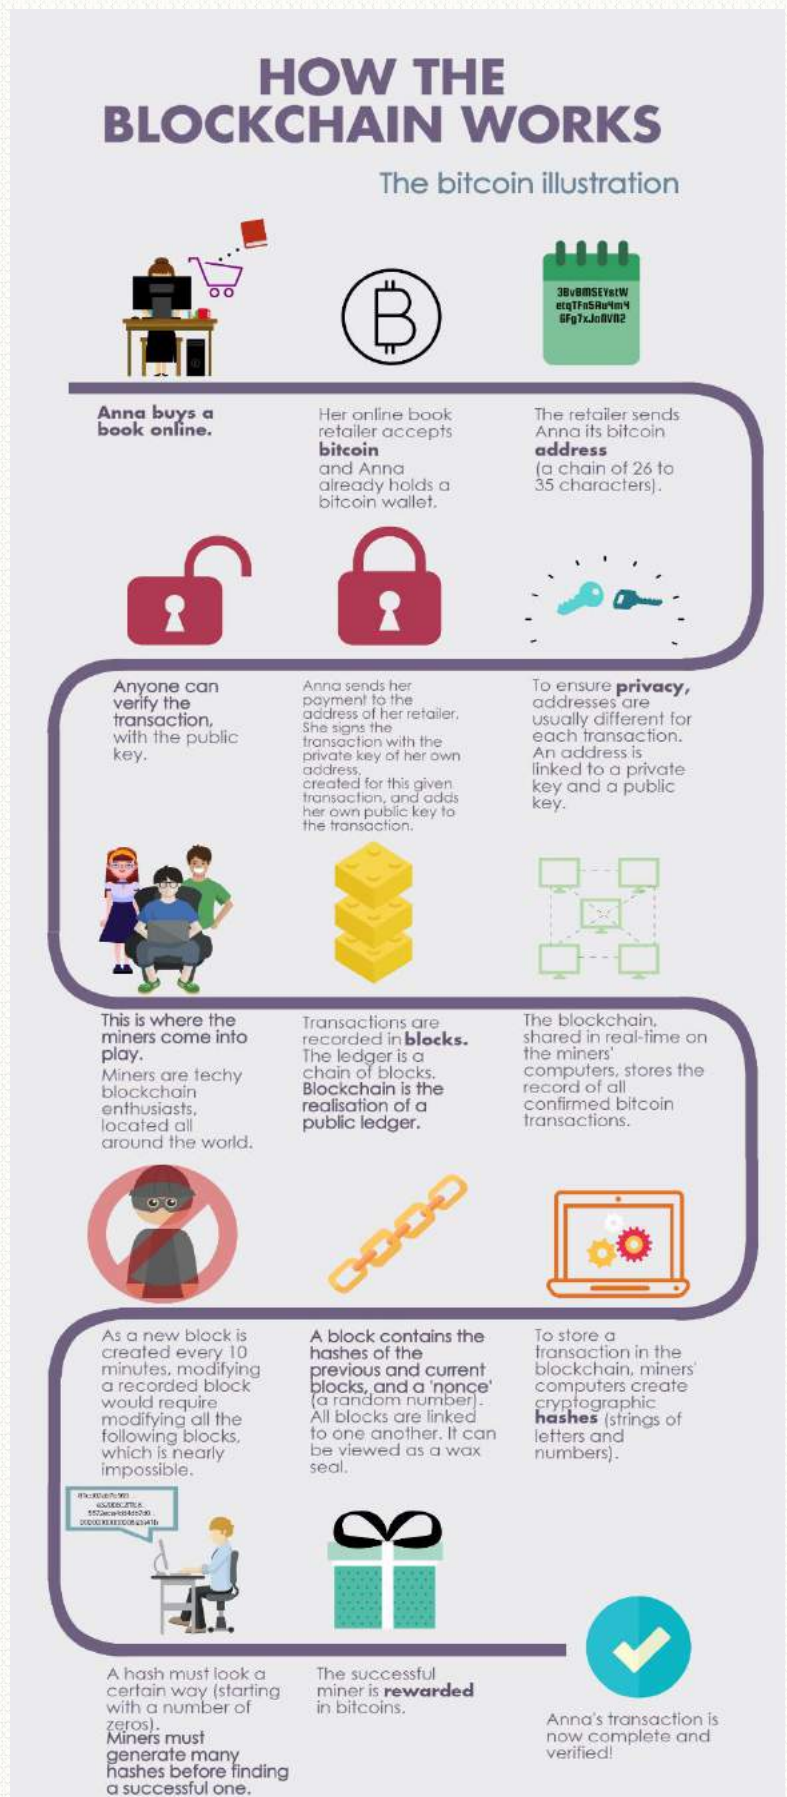 HOW THE
BLOCKCHAIN WORKS
The bitcoin illustration
3BvBMSEYstW
etqTFn5Au4m4
GFg7xJaNVN2
Anna buys a
book online.
Her online book
retailer accepts
bitcoin
and Anna
already holds a
bitcoin wallet.
The retailer sends
Anna its bitcoin
address
(a chain of 26 to
35 characters).
To ensure privacy,
addresses are
usually different for
each transaction.
An address is
linked to a private
key and a public
key.
Anna sends her
payment to the
address of her retailer.
She signs the
transaction with the
private key of her own
address,
created for this given
transaction, and adds
her own public key to
the transaction.
Anyone can
verify the
transaction,
with the public
key.
This is where the
miners come into
play.
Miners are techy
blockchain
enthusiasts,
located all
around the world.
Transactions are
recorded in blocks.
The ledger is a
chain of blocks.
Blockchain is the
realisation of a
public ledger.
The blockchain,
shared in real-time on
the miners'
computers, stores the
record of all
confirmed bitcoin
transactions.
To store a
transaction in the
blockchain, miners'
computers create
cryptographic
hashes (strings of
letters and
numbers).
A block contains the
hashes of the
previous and current
blocks, and a 'nonce'
(a random number).
All blocks are linked
to one another. It can
be viewed as a wax
seal.
As a new block is
created every 10
minutes, modifying
a recorded block
would require
modifying all the
following blocks,
which is nearly
impossible.
A hash must look a
certain way (starting
with a number of
zeros).
Miners must
generate many
hashes before finding
a successful one.
The successful
miner is rewarded
in bitcoins.
Anna's transaction is
now complete and
verified!